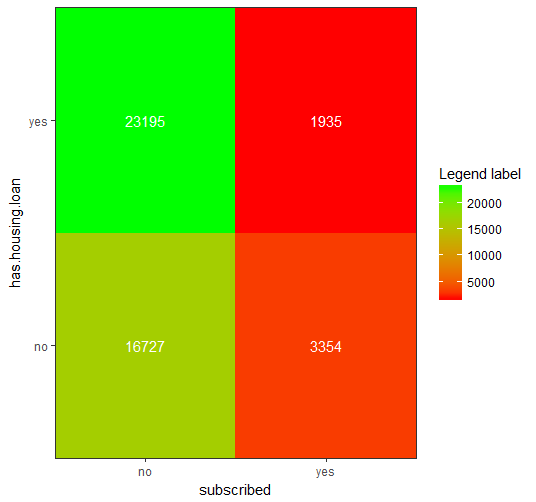 has.housing.loan
yes
no
23195
1935
16727
3354
no
yes
subscribed
Legend label
20000
15000
10000
5000